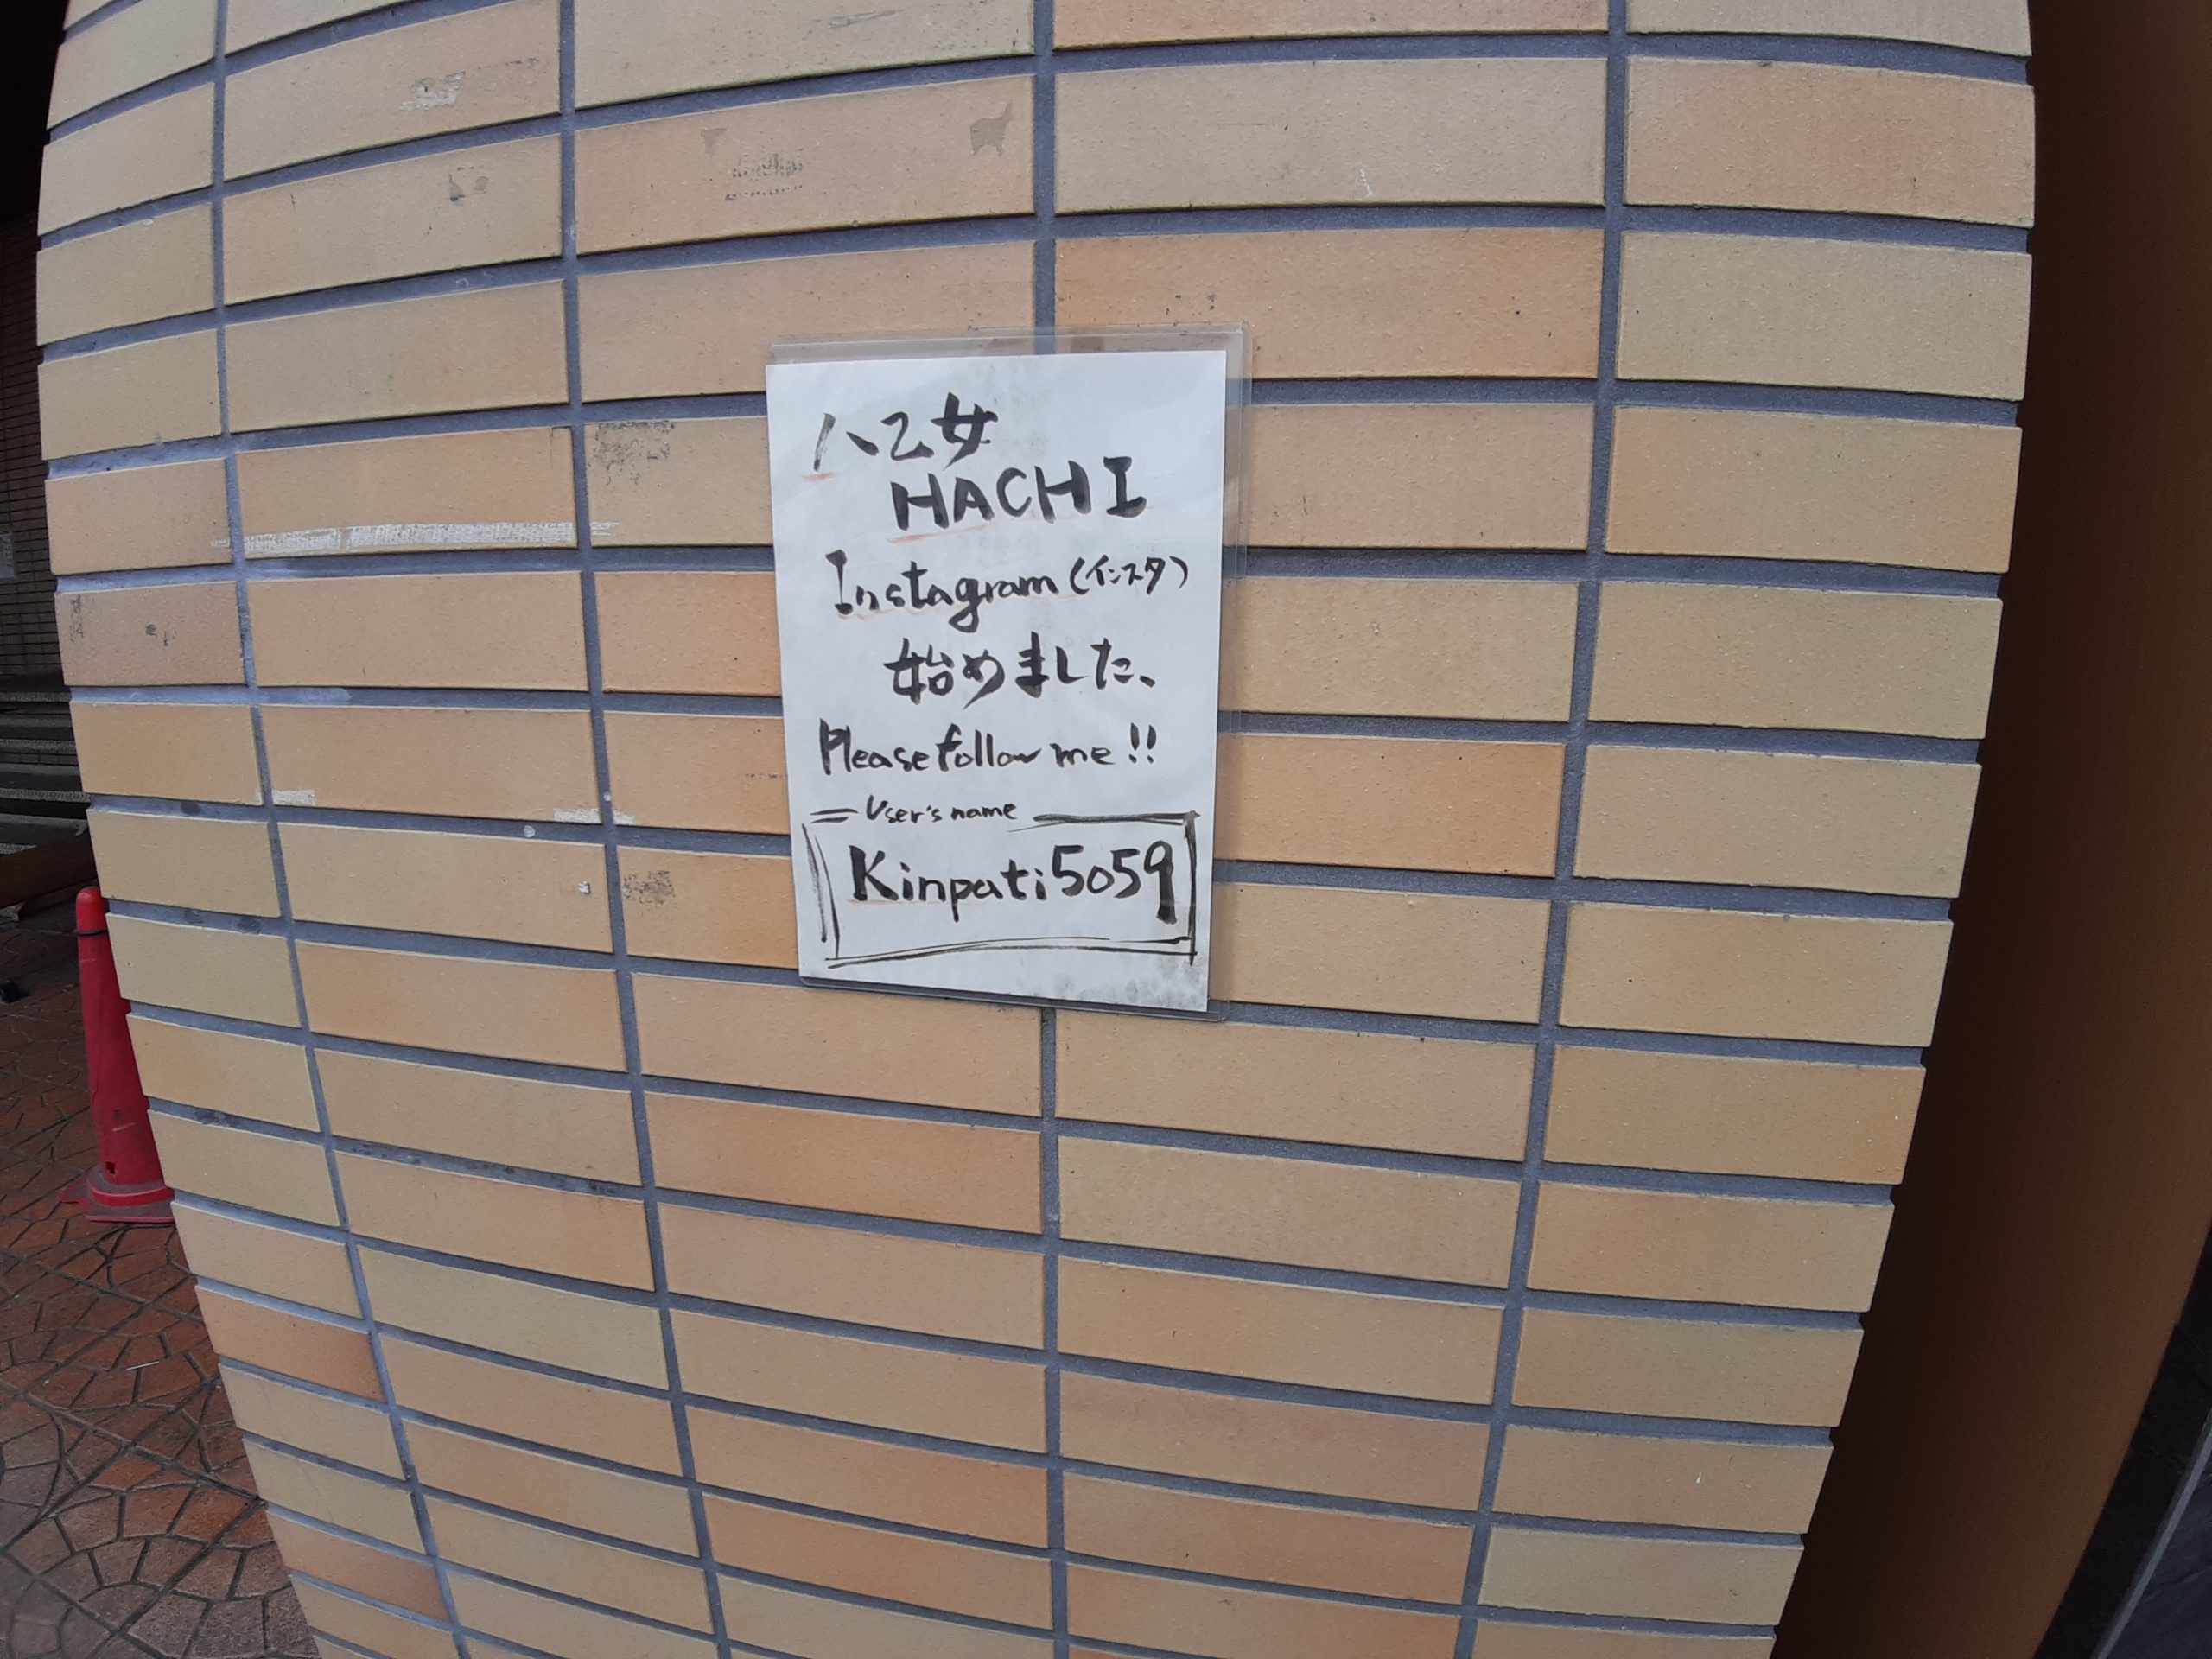 八乙女
HACHI
Instagram（インスタ）
始めました、
Please follow me!!
User's name
Kinpati5059